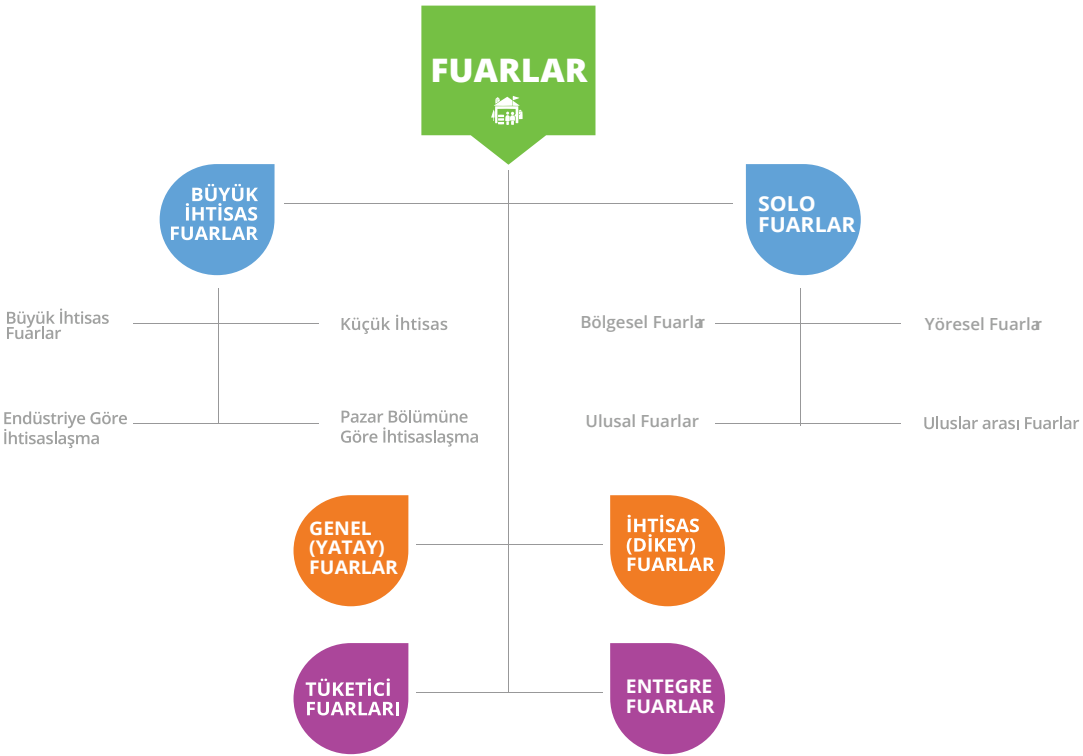 FUARLAR
BÜYÜK
İHTİSAS
FUARLAR
SOLO
FUARLAR
Büyük İhtisas
Fuarlar
Küçük İhtisas
Bölgesel Fuarlar
Yöresel Fuarlar
Endüstriye Göre
İhtisaslaşma
Pazar Bölümüne
Göre İhtisaslaşma
Ulusal Fuarlar
Uluslar arası Fuarlar
GENEL
(YATAY)
FUARLAR
İHTİSAS
(DİKEY)
FUARLAR
TÜKETİCİ
FUARLARI
ENTEGRE
FUARLAR